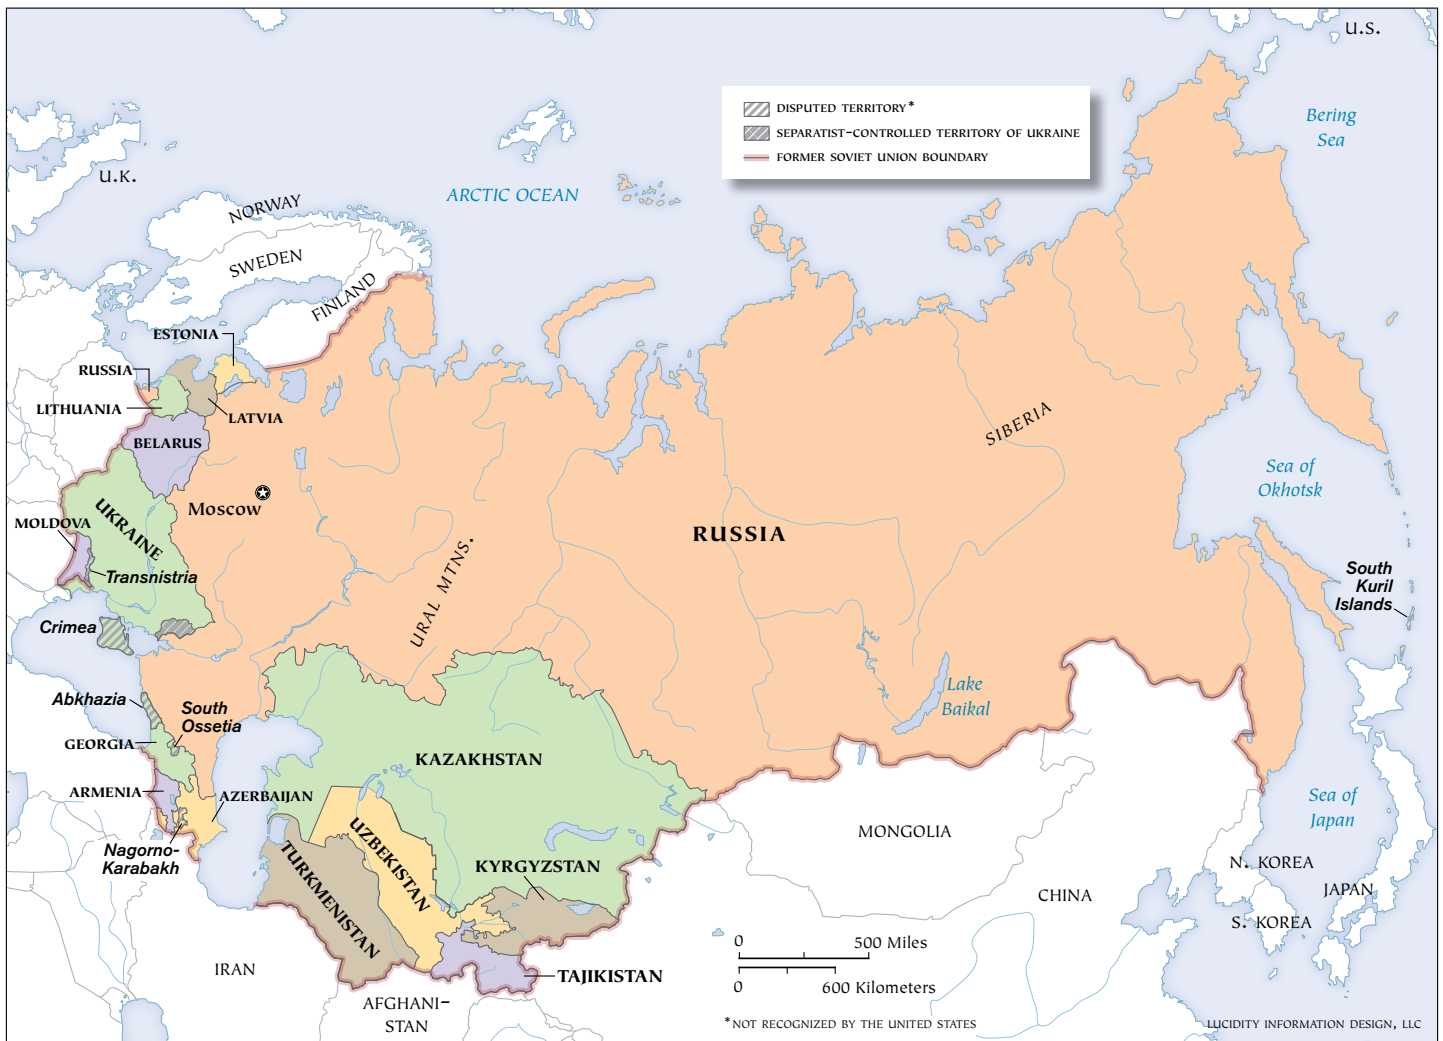 U.S.
DISPUTED TERRITORY*
SEPARATIST-CONTROLLED TERRITORY OF UKRAINE
FORMER SOVIET UNION BOUNDARY
Bering
Sea
U.K.
ARCTIC OCEAN
NORWAY
SWEDEN
FINLAND
ESTONIA
RUSSIA
LITHUANIA
LATVIA
BELARUS
SIBERIA
Sea of
Okhotsk
Moscow
UKRAINE
MOLDOVA
RUSSIA
Transnistria
URAL MTNS.
South
Kuril
Islands
Crimea
Lake
Baikal
Abkhazia
South
Ossetia
GEORGIA
KAZAKHSTAN
ARMENIA
AZERBAIJAN
Sea of
Japan
Nagorno-
Karabakh
UZBEKISTAN
TURKMENISTAN
KYRGYZSTAN
MONGOLIA
CHINA
N. KOREA
JAPAN
S. KOREA
IRAN
TAJIKISTAN
AFGHANI-
STAN
0 500 Miles
0 600 Kilometers
*NOT RECOGNIZED BY THE UNITED STATES
LUCIDITY INFORMATION DESIGN, LLC